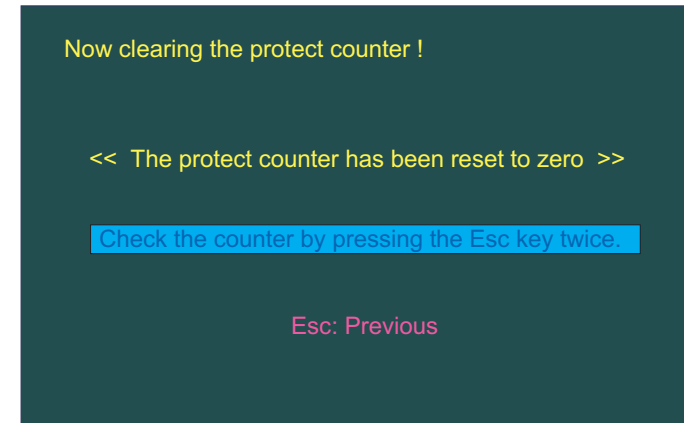 Now clearing the protect counter !
<< The protect counter has been reset to zero >>
Check the counter by pressing the Esc key twice.
Esc: Previous